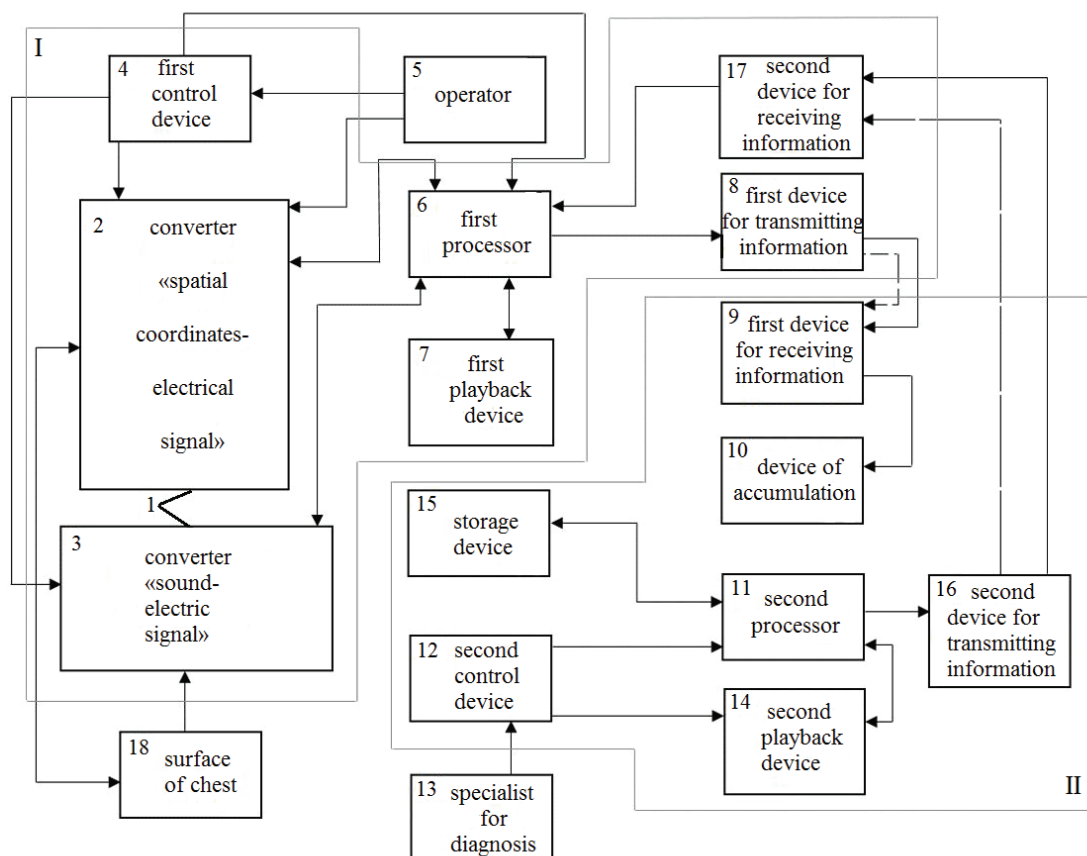 I
4
first
control
device
5
operator
17
second
device for
receiving
information
8
first device
for transmitting
information
6
first
processor
2
converter
«spatial
coordinates-
electrical
signal»
9
first device
for receiving
information
7
first
playback
device
10
device of
accumulation
1
15
storage
device
3
converter
«sound-
electric
signal»
11
second
processor
16
second
device for
transmitting
information
12
second
control
device
14
second
playback
device
18
surface
of chest
13
specialist
for
diagnosis
II